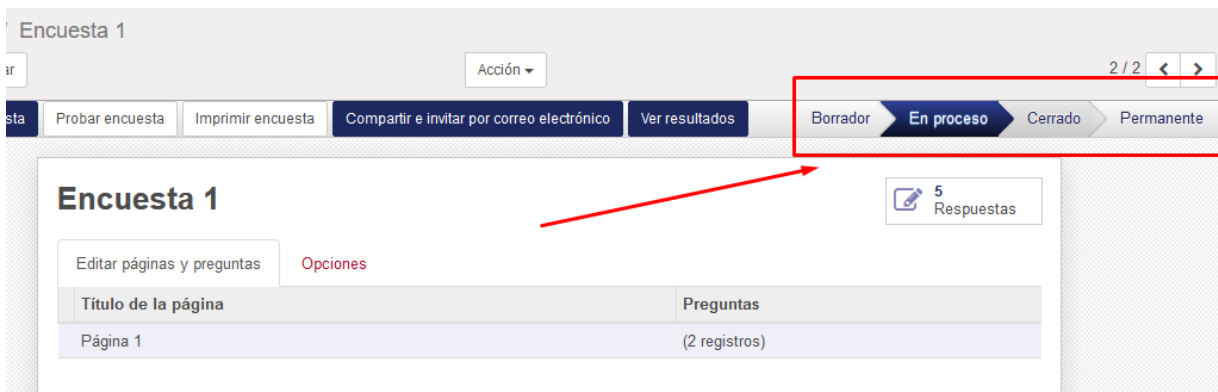 Encuesta 1
ar
Acción
2 / 2
sta Probar encuesta Imprimir encuesta Compartir e invitar por correo electrónico Ver resultados Borrador En proceso Cerrado Permanente
Encuesta 1
5
Respuestas
Editar páginas y preguntas Opciones
Título de la página Preguntas
Página 1 (2 registros)